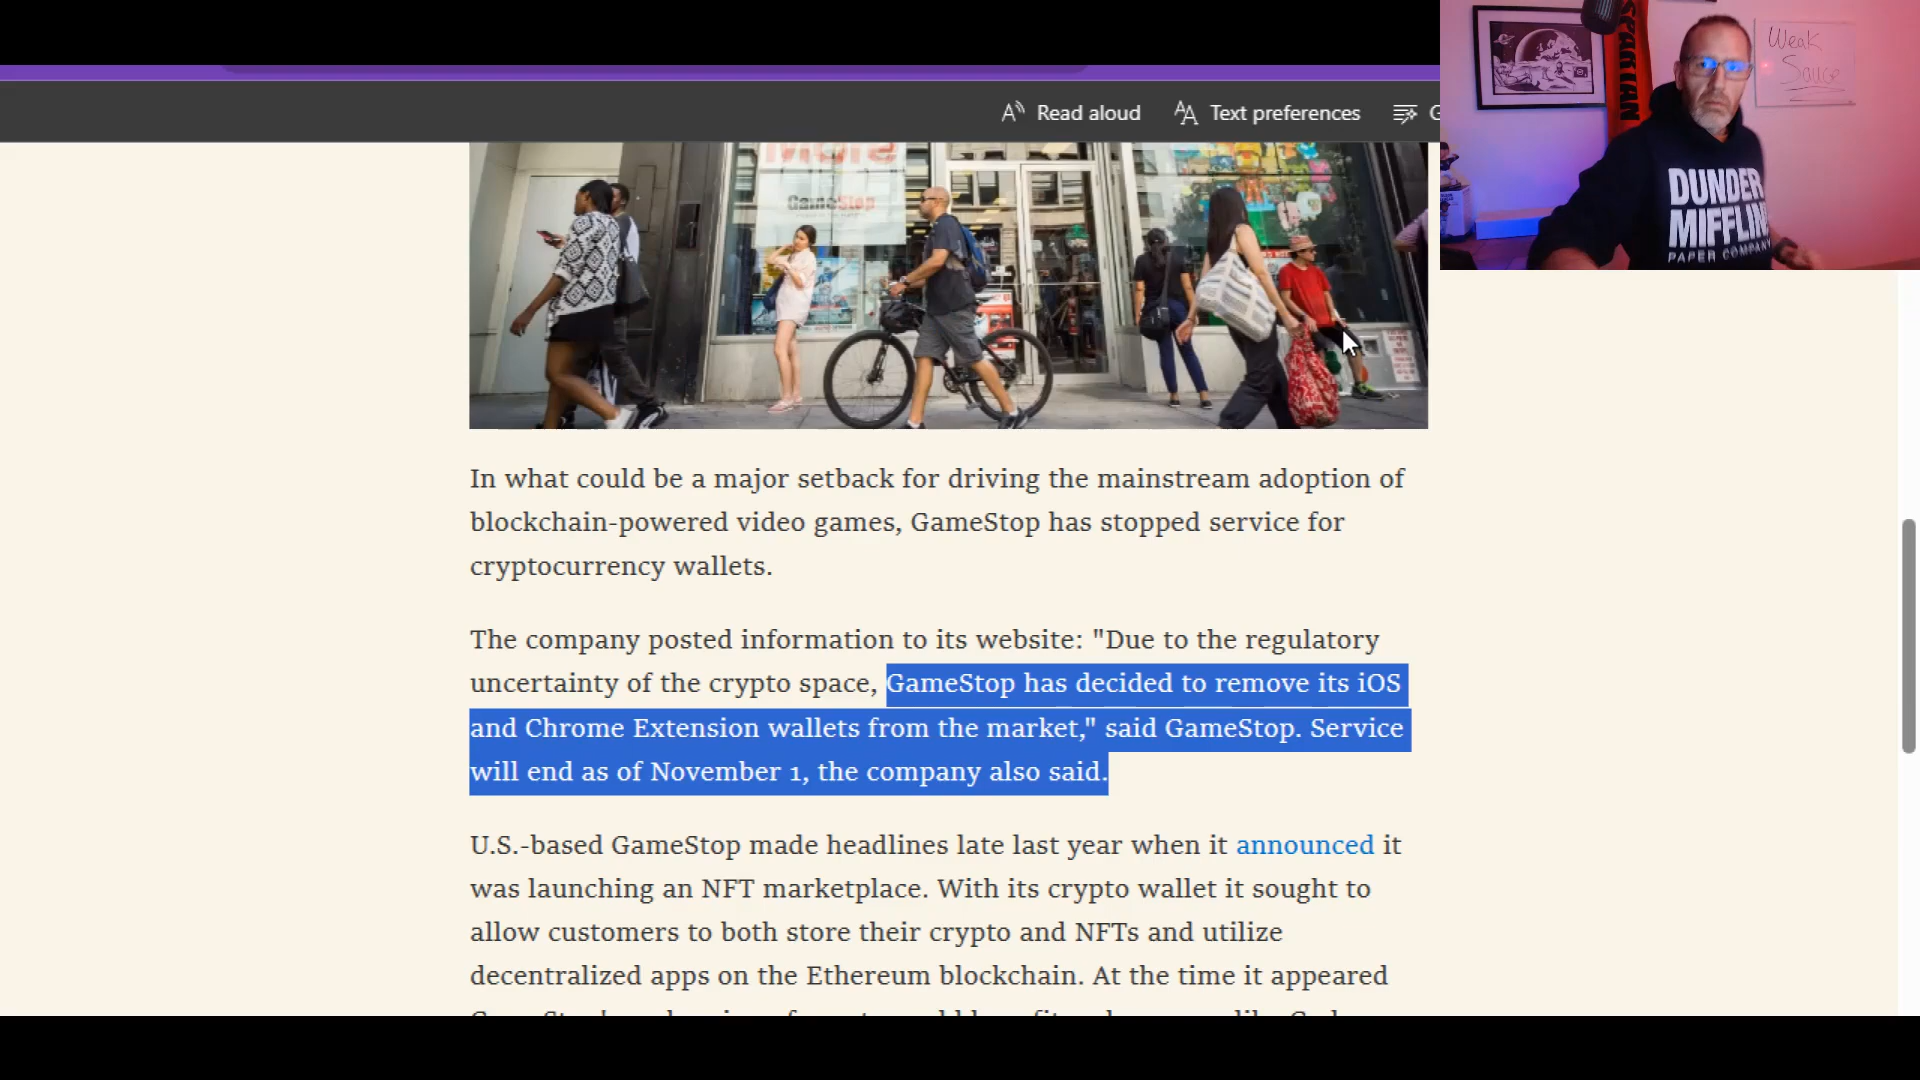 Read aloud
Text preferences
GameStop
Weak
Sauce
SPARTAN
DUNDER
MIFFLIN
PAPER COMPANY
In what could be a major setback for driving the mainstream adoption of
blockchain-powered video games, GameStop has stopped service for
cryptocurrency wallets.
The company posted information to its website: "Due to the regulatory
uncertainty of the crypto space, GameStop has decided to remove its iOS
and Chrome Extension wallets from the market," said GameStop. Service
will end as of November 1, the company also said.
U.S.-based GameStop made headlines late last year when it announced it
was launching an NFT marketplace. With its crypto wallet it sought to
allow customers to both store their crypto and NFTs and utilize
decentralized apps on the Ethereum blockchain. At the time it appeared